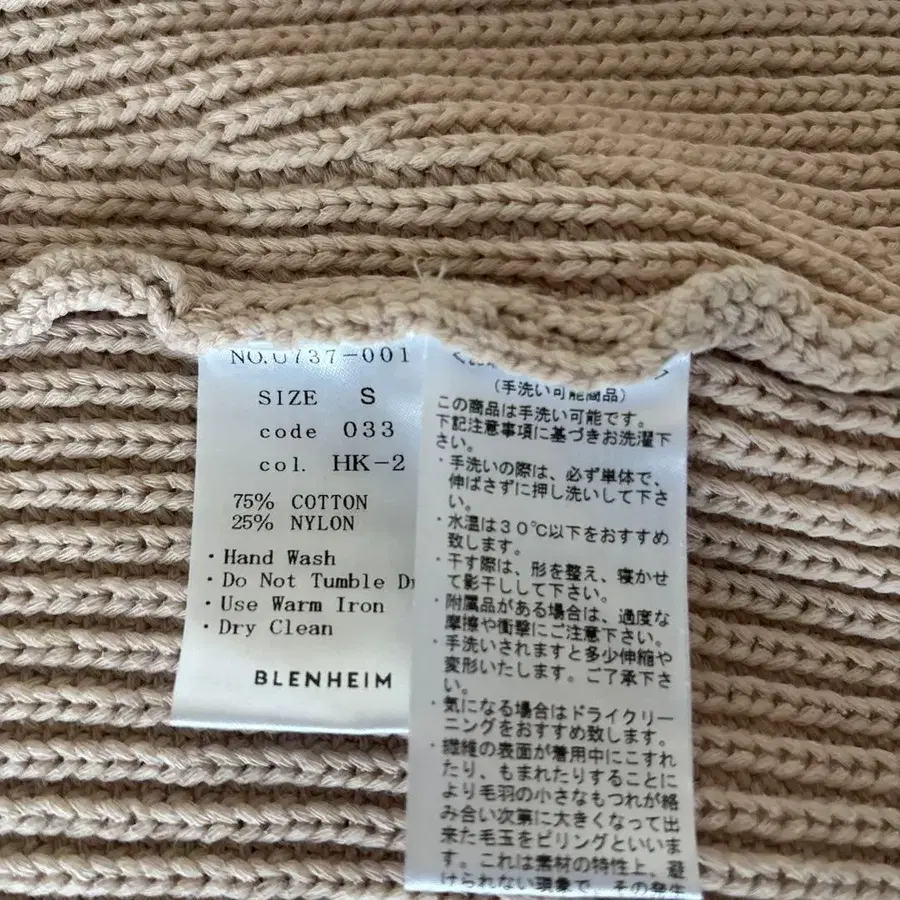 NO.U737-001
SIZE S
code 033
col. HK-2
75% COTTON
25% NYLON
・Hand Wash
・Do Not Tumble
・Use Warm Iron
・Dry Clean
BLENHEIM
(手洗い可能商品)
この商品は手洗い可能です。
下記注意事項に基づきお洗濯下
さい。
・手洗いの際は、必ず単体で、
伸ばさずに押し洗いして下さ
い。
・水温は30℃以下をおすすめ
致します。
・干す際は、形を整え、寝かせ
て影干しして下さい。
・附属品がある場合は、過度な
摩擦や衝撃にご注意下さい。
・手洗いされますと多少伸縮や
変形いたします。ご了承下さ
い。
・気になる場合はドライクリー
ニングをおすすめ致します。
・繊維の表面が着用中にこすれ
たり、もまれたりすることに
より毛羽の小さなもつれが絡
み合い次第に大きくなって出
来た毛玉をピリングといいま
す。これは素材の特性上、避
けられない現象で、その発生